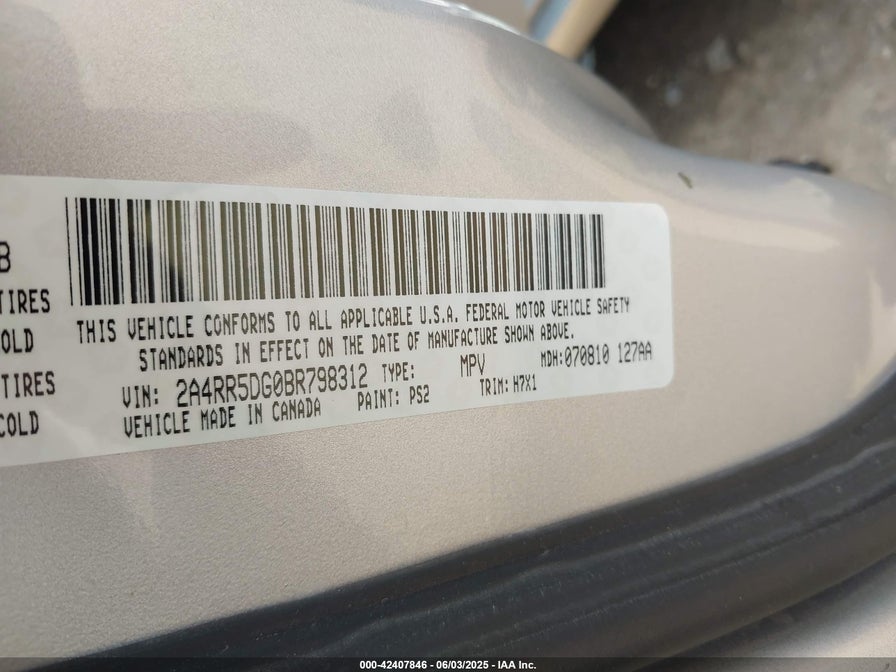 B
TIRES
OLD
TIRES
COLD
THIS VEHICLE CONFORMS TO ALL APPLICABLE U.S.A. FEDERAL MOTOR VEHICLE SAFETY
STANDARDS IN EFFECT ON THE DATE OF MANUFACTURE SHOWN ABOVE.
VIN: 2A4RR5DG0BR798312 TYPE: MPV MDH:070810 127AA
VEHICLE MADE IN CANADA PAINT: PS2 TRIM: H7X1
000-42407846 - 06/03/2025 - IAA Inc.